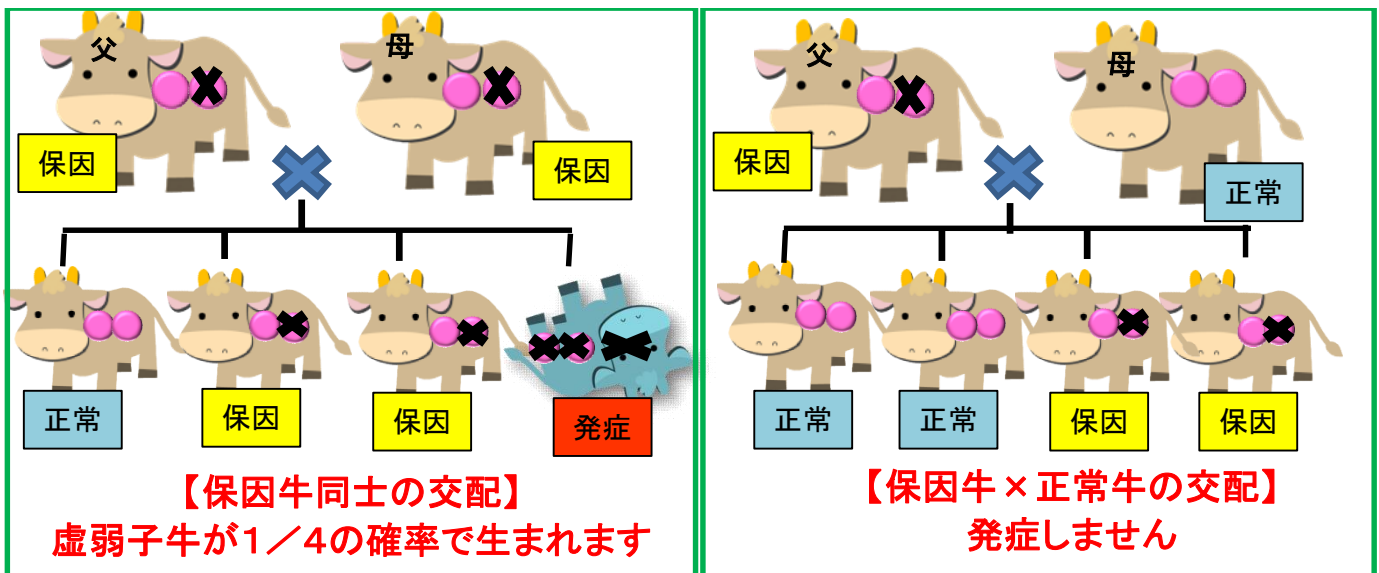 父
母
保因
保因
正常
保因
保因
発症
【保因牛同士の交配】
虚弱子牛が1/4の確率で生まれます
父
母
保因
正常
正常
正常
保因
保因
【保因牛×正常牛の交配】
発症しません